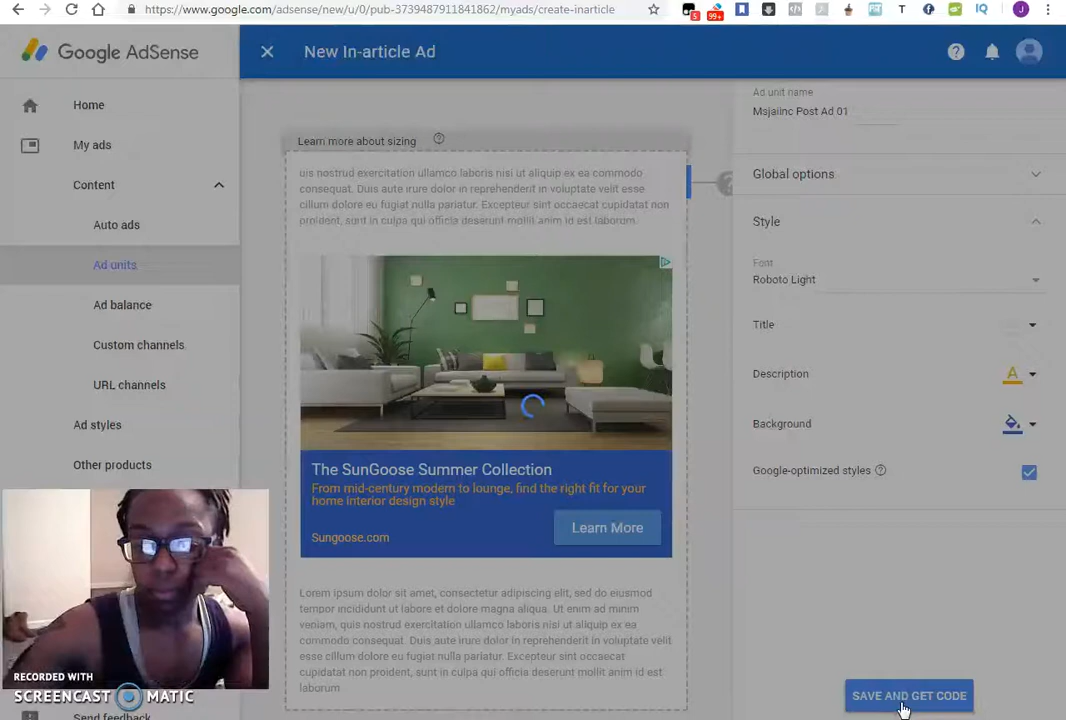 https://www.google.com/adsense/new/u/0/pub-3739487911841862/myads/create-inarticle
5
99+
T
IQ
J
Google AdSense
New In-article Ad
Home
My ads
Content
Auto ads
Ad units
Ad balance
Custom channels
URL channels
Ad styles
Other products
Send feedback
Learn more about sizing
uis nostrud exercitation ullamco laboris nisi ut aliquip ex ea commodo
consequat. Duis aute irure dolor in reprehenderit in voluptate velit esse
cillum dolore eu fugiat nulla pariatur. Excepteur sint occaecat cupidatat non
proident, sunt in culpa qui officia deserunt mollit anim id est laborum.
The SunGoose Summer Collection
From mid-century modern to lounge, find the right fit for your
home interior design style
Sungoose.com
Learn More
Lorem ipsum dolor sit amet, consectetur adipiscing elit, sed do eiusmod
tempor incididunt ut labore et dolore magna aliqua. Ut enim ad minim
veniam, quis nostrud exercitation ullamco laboris nisi ut aliquip ex ea
commodo consequat. Duis aute irure dolor in reprehenderit in voluptate velit
esse cillum dolore eu fugiat nulla pariatur. Excepteur sint occaecat
cupidatat non proident, sunt in culpa qui officia deserunt mollit anim id est
laborum
Ad unit name
Msjaiinc Post Ad 01
Global options
Style
Font
Roboto Light
Title
Description
A
Background
Google-optimized styles
SAVE AND GET CODE
RECORDED WITH
SCREENCAST MATIC